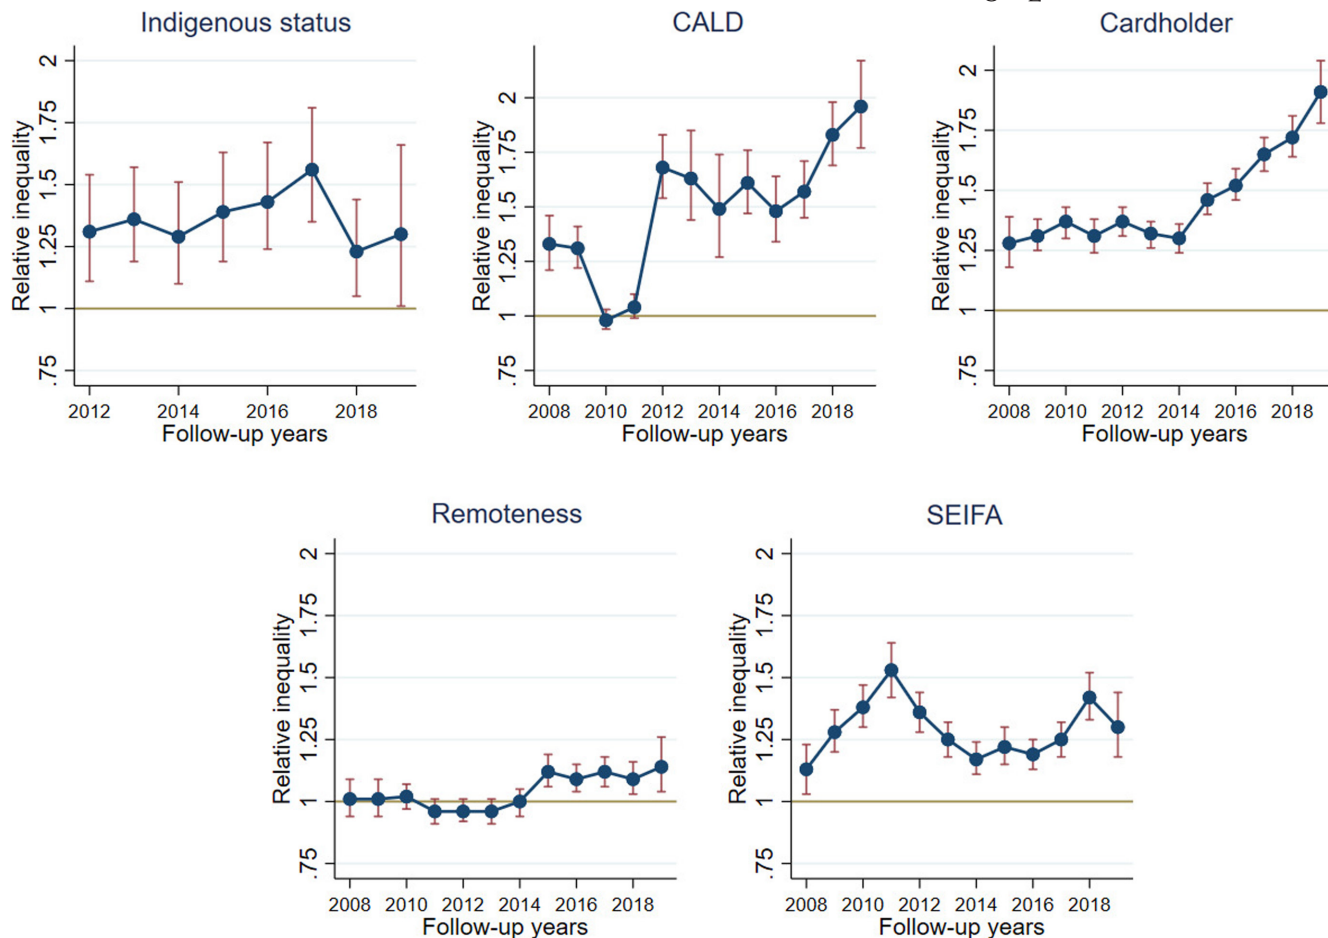 Indigenous status
CALD
Cardholder
Relative inequality
2
1.75
1.5
1.25
1
.75
2012 2014 2016 2018
Follow-up years
Relative inequality
2
1.75
1.5
1.25
1
.75
2008 2010 2012 2014 2016 2018
Follow-up years
Relative inequality
2
1.75
1.5
1.25
1
.75
2008 2010 2012 2014 2016 2018
Follow-up years
Remoteness
SEIFA
Relative inequality
2
1.75
1.5
1.25
1
.75
2008 2010 2012 2014 2016 2018
Follow-up years
Relative inequality
2
1.75
1.5
1.25
1
.75
2008 2010 2012 2014 2016 2018
Follow-up years